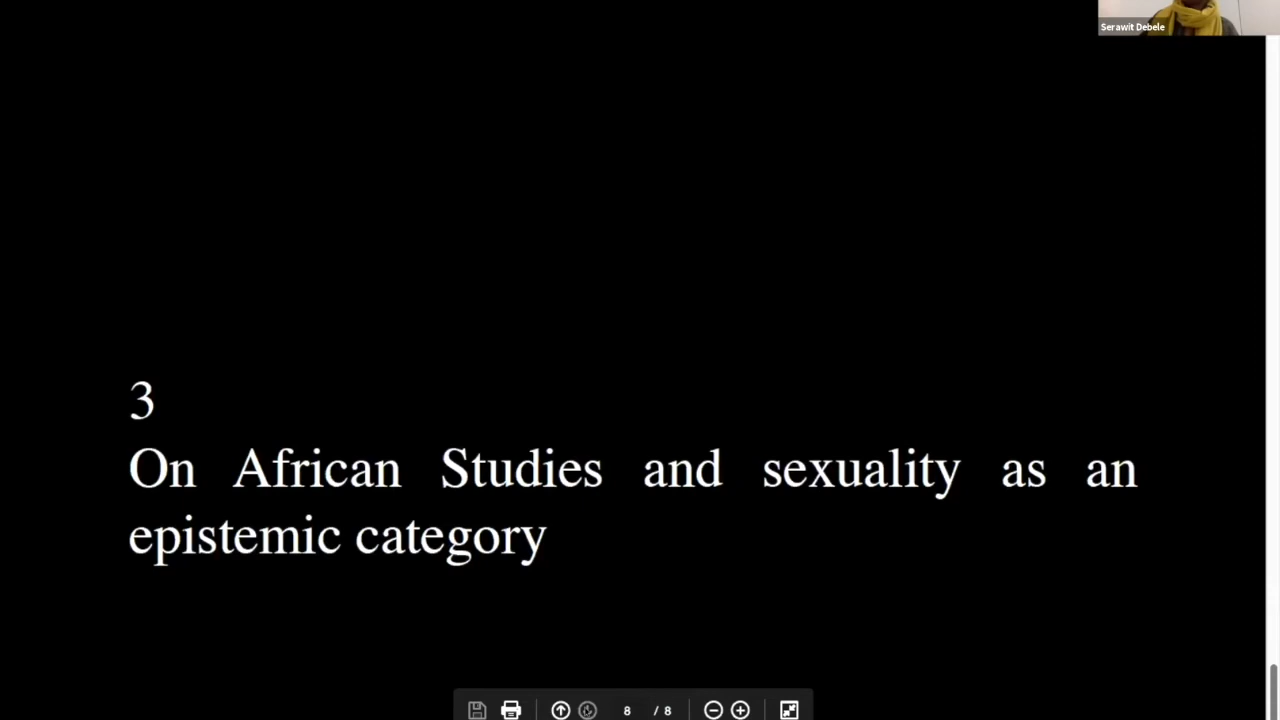 Serawit Debele
3
On African Studies and sexuality as an
epistemic category
8 / 8